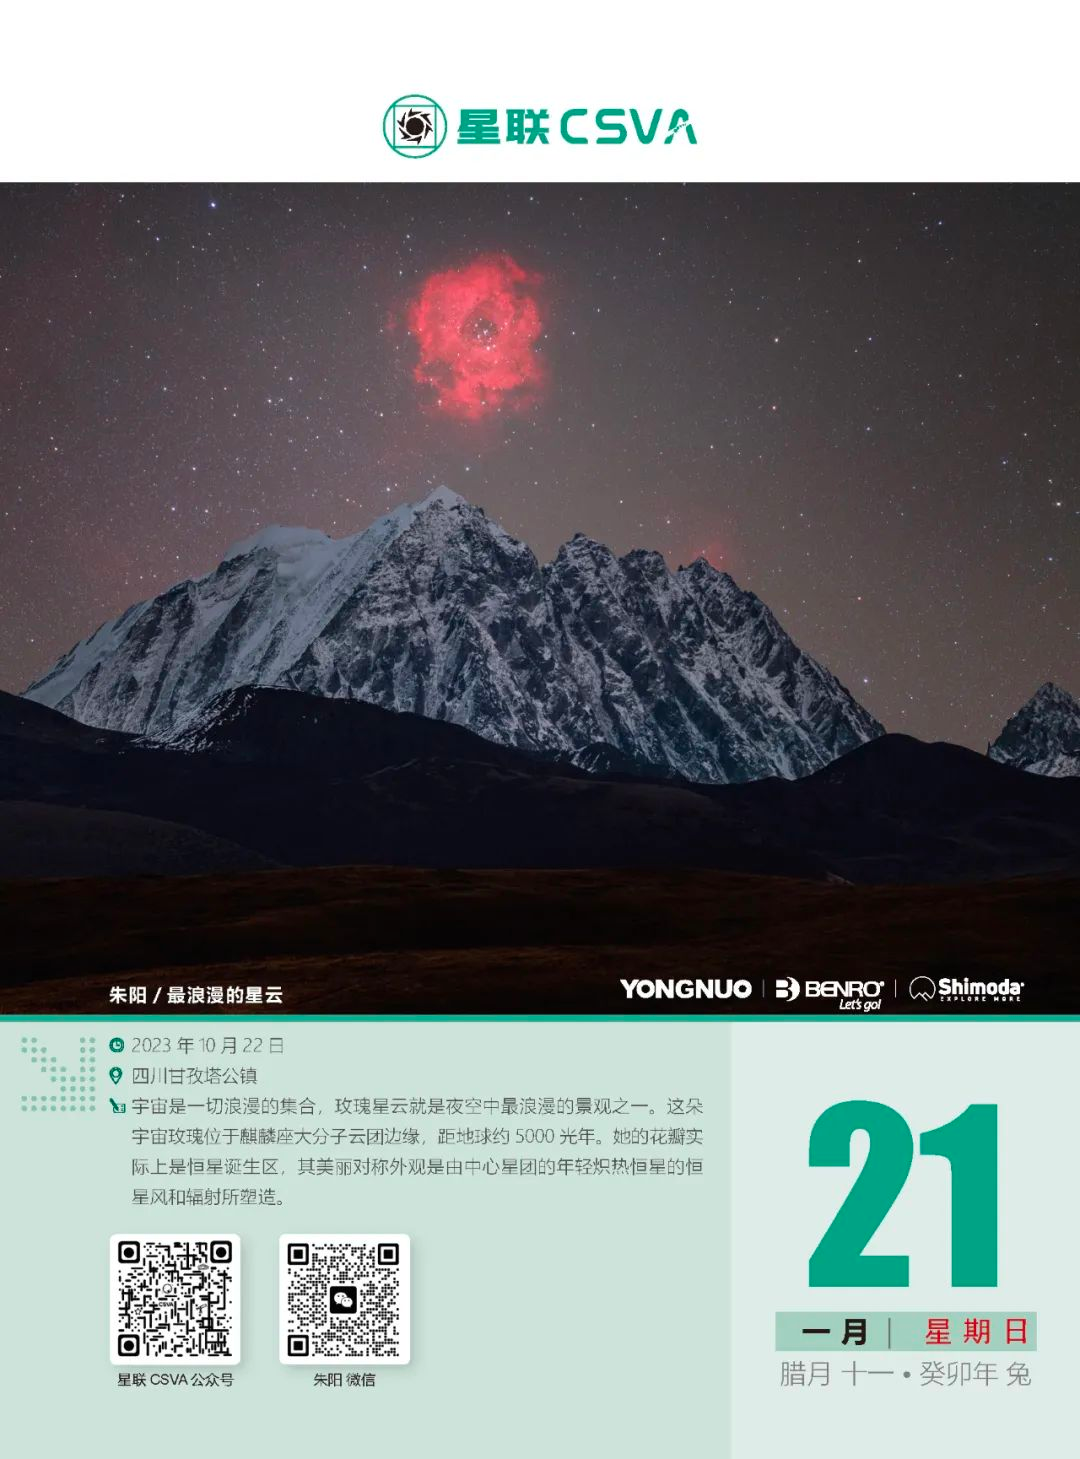 星联CSVA
朱阳 / 最浪漫的星云
YONGNUO | BENRO | Shimoda
Let's go!
EXPLORE MORE
2023 年 10 月 22 日
四川甘孜塔公镇
宇宙是一切浪漫的集合，玫瑰星云就是夜空中最浪漫的景观之一。这朵
宇宙玫瑰位于麒麟座大分子云团边缘，距地球约 5000 光年。她的花瓣实
际上是恒星诞生区，其美丽对称外观是由中心星团的年轻炽热恒星的恒
星风和辐射所塑造。
星联 CSVA 公众号
朱阳 微信
21
一月 | 星期日
腊月 十一 • 癸卯年 兔